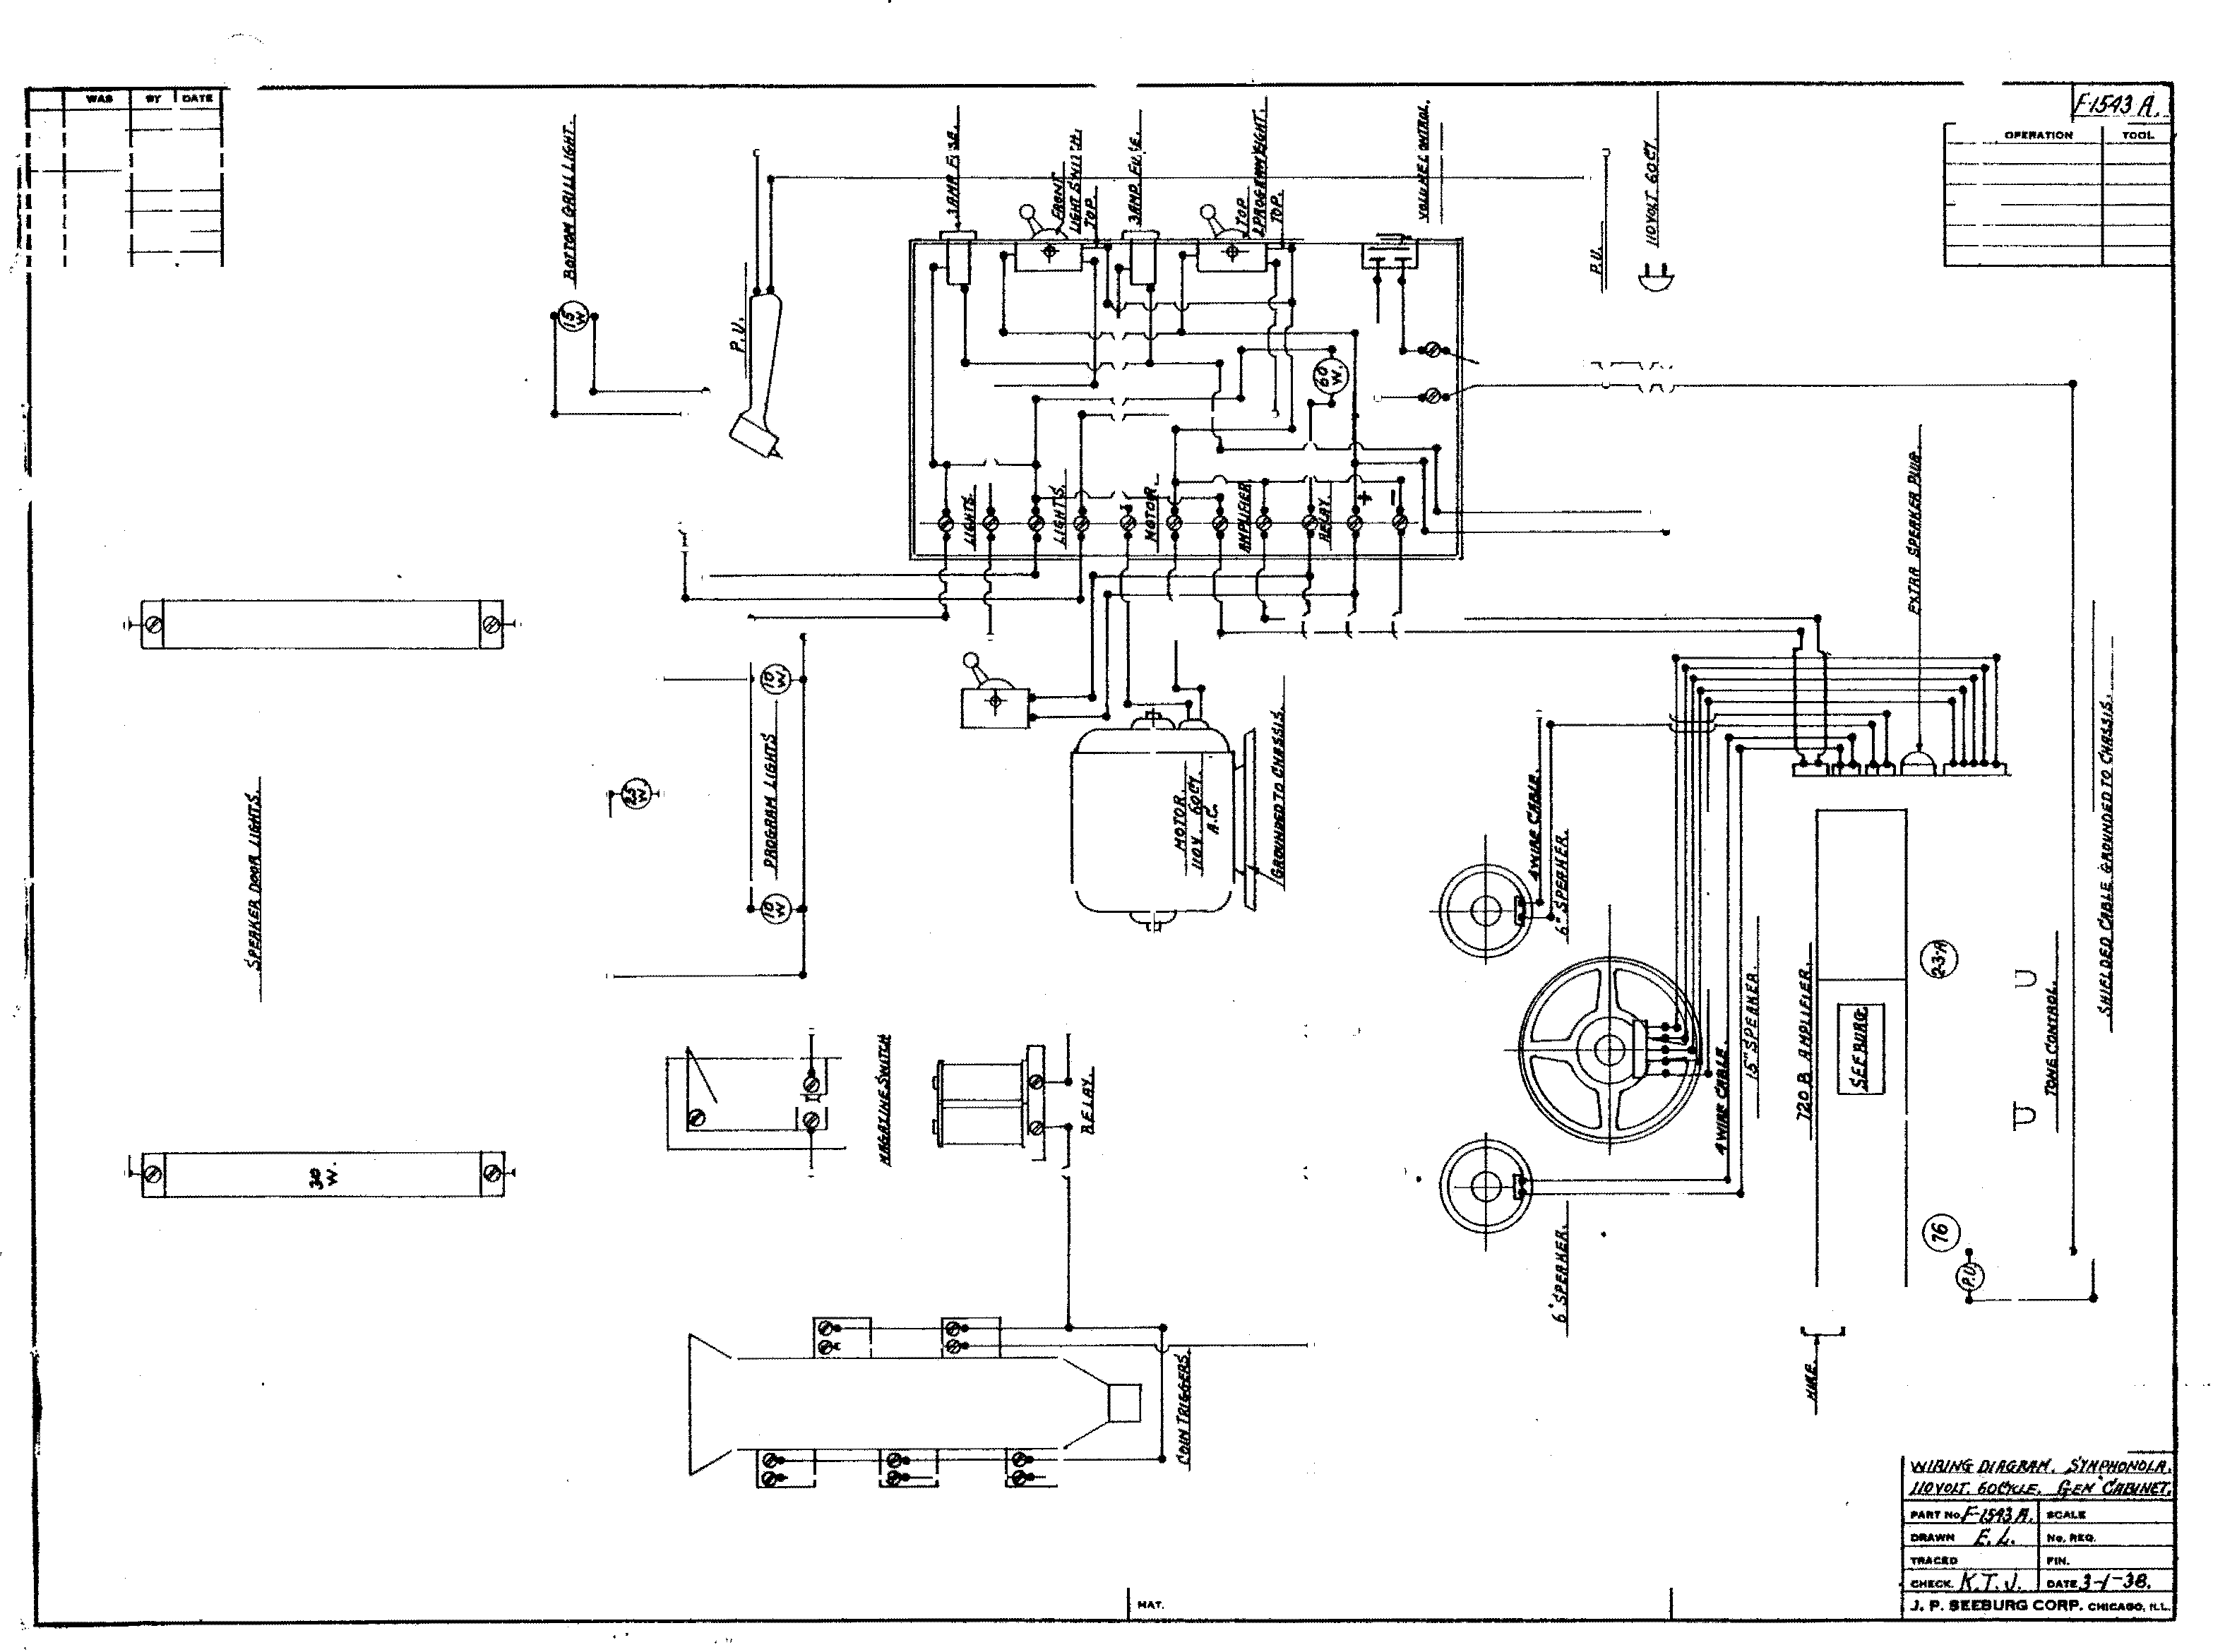 WAS BY DATE
F-1543 A.
OPERATION TOOL
BOTTOM GRILL LIGHT.
15 W.
P.U.
3 AMP. FUSE.
FRONT
LIGHT SWITCH.
TOP.
3 AMP. FUSE.
TOP
TOP.
VOLUME CONTROL.
P.U.
110 VOLT 60 CY.
60 W.
LIGHTS.
LIGHTS.
MOTOR.
AMPLIFIER.
RELAY
+
−
EXTRA SPEAKER PLUG.
SPEAKER DOOR LIGHTS.
30 W.
25 W.
10 W.
PROGRAM LIGHTS
10 W.
MOTOR.
110V. 60CY.
A.C.
GROUNDED TO CHASSIS.
4 WIRE CABLE.
6" SPEAKER.
15" SPEAKER.
4 WIRE CABLE.
6" SPEAKER.
720 B AMPLIFIER.
SEEBURG.
2-3-A
76
P.U.
TONE CONTROL.
SHIELDED CABLE GROUNDED TO CHASSIS.
MAGAZINE SWITCH
RELAY.
COIN TRIGGERS.
WIRING DIAGRAM. SYMPHONOLA.
110 VOLT. 60 CYCLE. "GEM" CABINET.
PART No. F-1543 A. SCALE
DRAWN E.L. No. REQ.
TRACED FIN.
CHECK. K.T.J. DATE 3-1-38.
J. P. SEEBURG CORP. CHICAGO, ILL.
MAT.